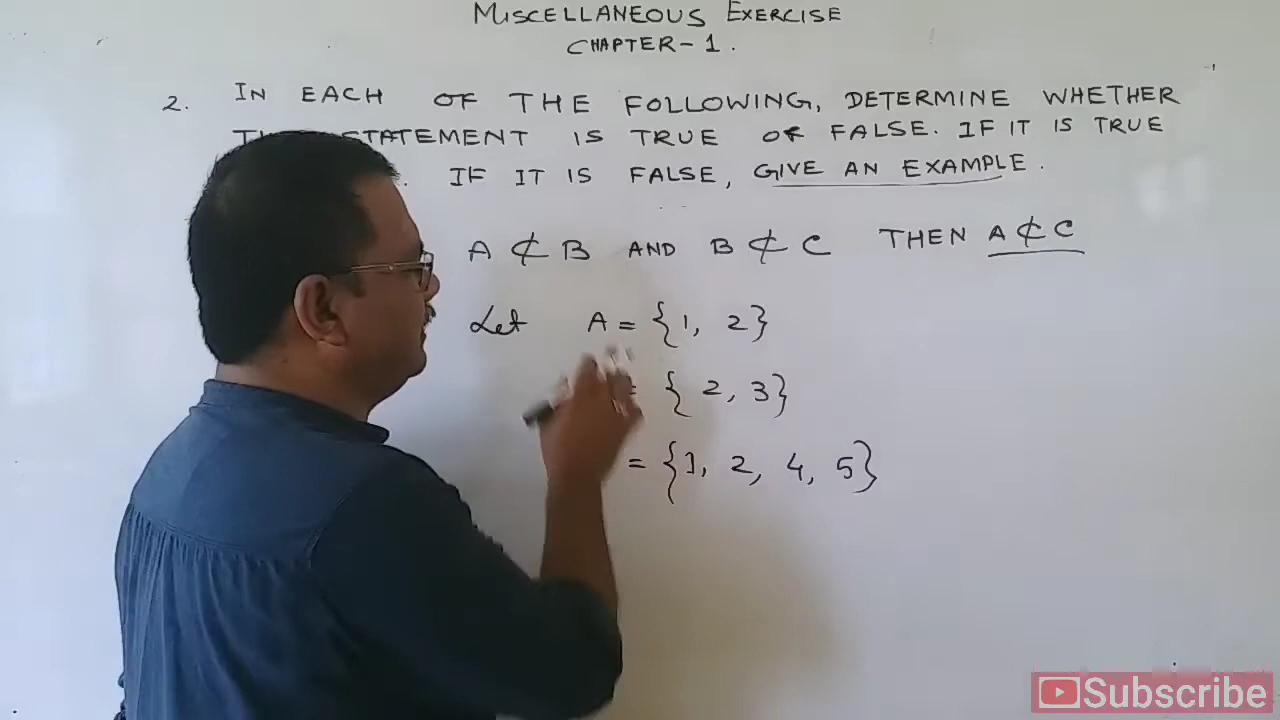 MISCELLANEOUS EXERCISE
CHAPTER-1.
2. IN EACH OF THE FOLLOWING, DETERMINE WHETHER
STATEMENT IS TRUE OR FALSE. IF IT IS TRUE
. IF IT IS FALSE, GIVE AN EXAMPLE.
A ⊄ B AND B ⊄ C THEN A ⊄ C
Let A = {1, 2}
= {2, 3}
= {1, 2, 4, 5}
Subscribe